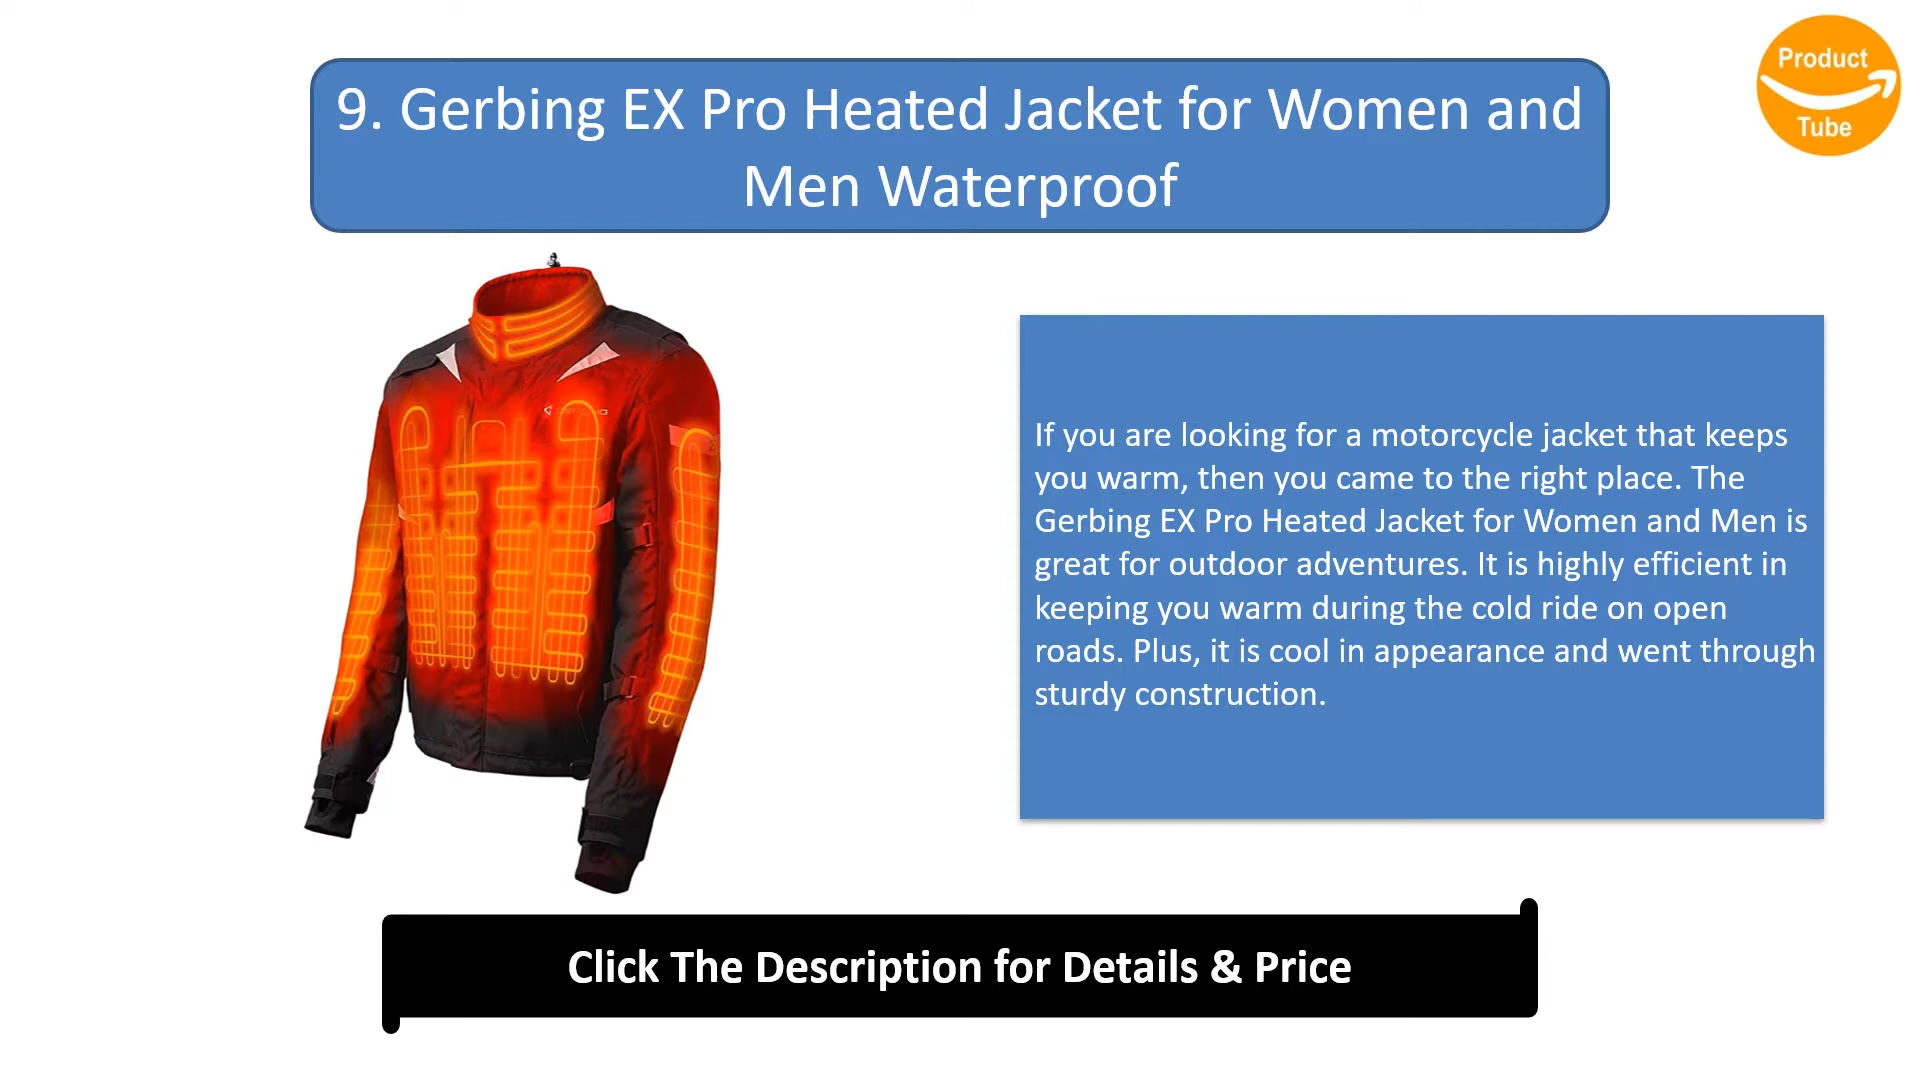 Product
Tube
9. Gerbing EX Pro Heated Jacket for Women and
Men Waterproof
If you are looking for a motorcycle jacket that keeps
you warm, then you came to the right place. The
Gerbing EX Pro Heated Jacket for Women and Men is
great for outdoor adventures. It is highly efficient in
keeping you warm during the cold ride on open
roads. Plus, it is cool in appearance and went through
sturdy construction.
Click The Description for Details & Price